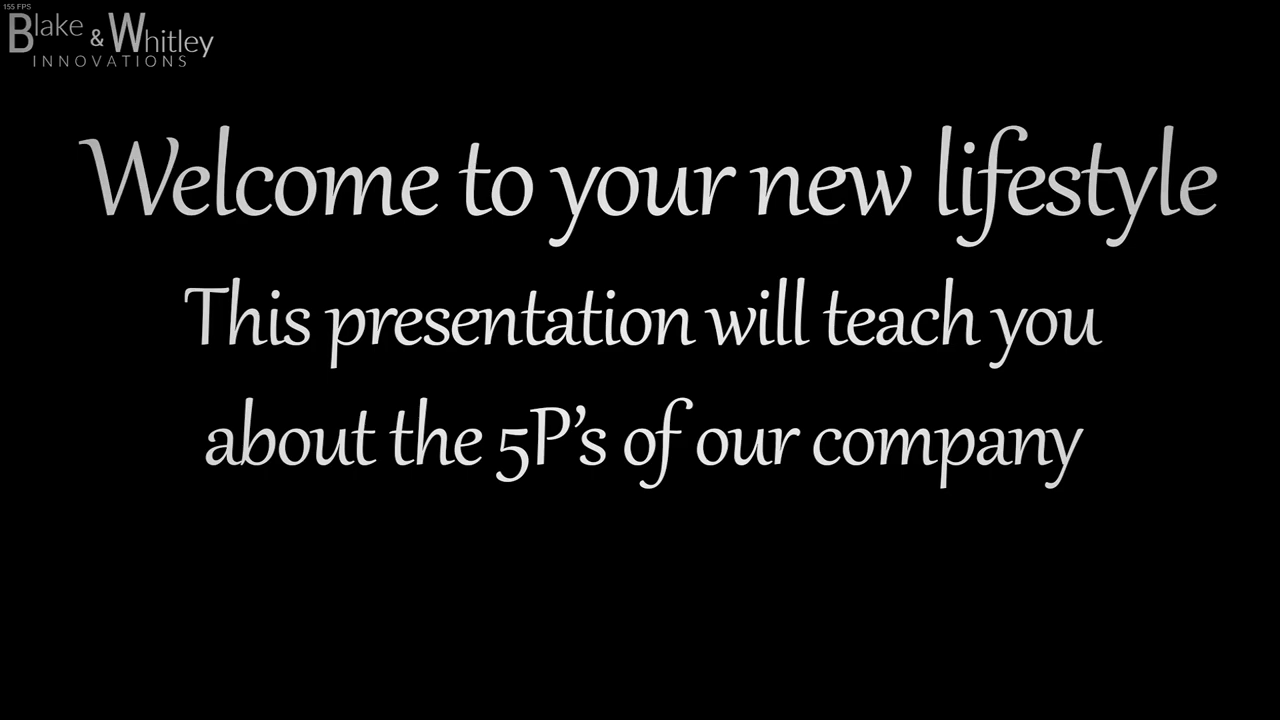 155 FPS
Blake & Whitley
INNOVATIONS
Welcome to your new lifestyle
This presentation will teach you
about the 5P's of our company